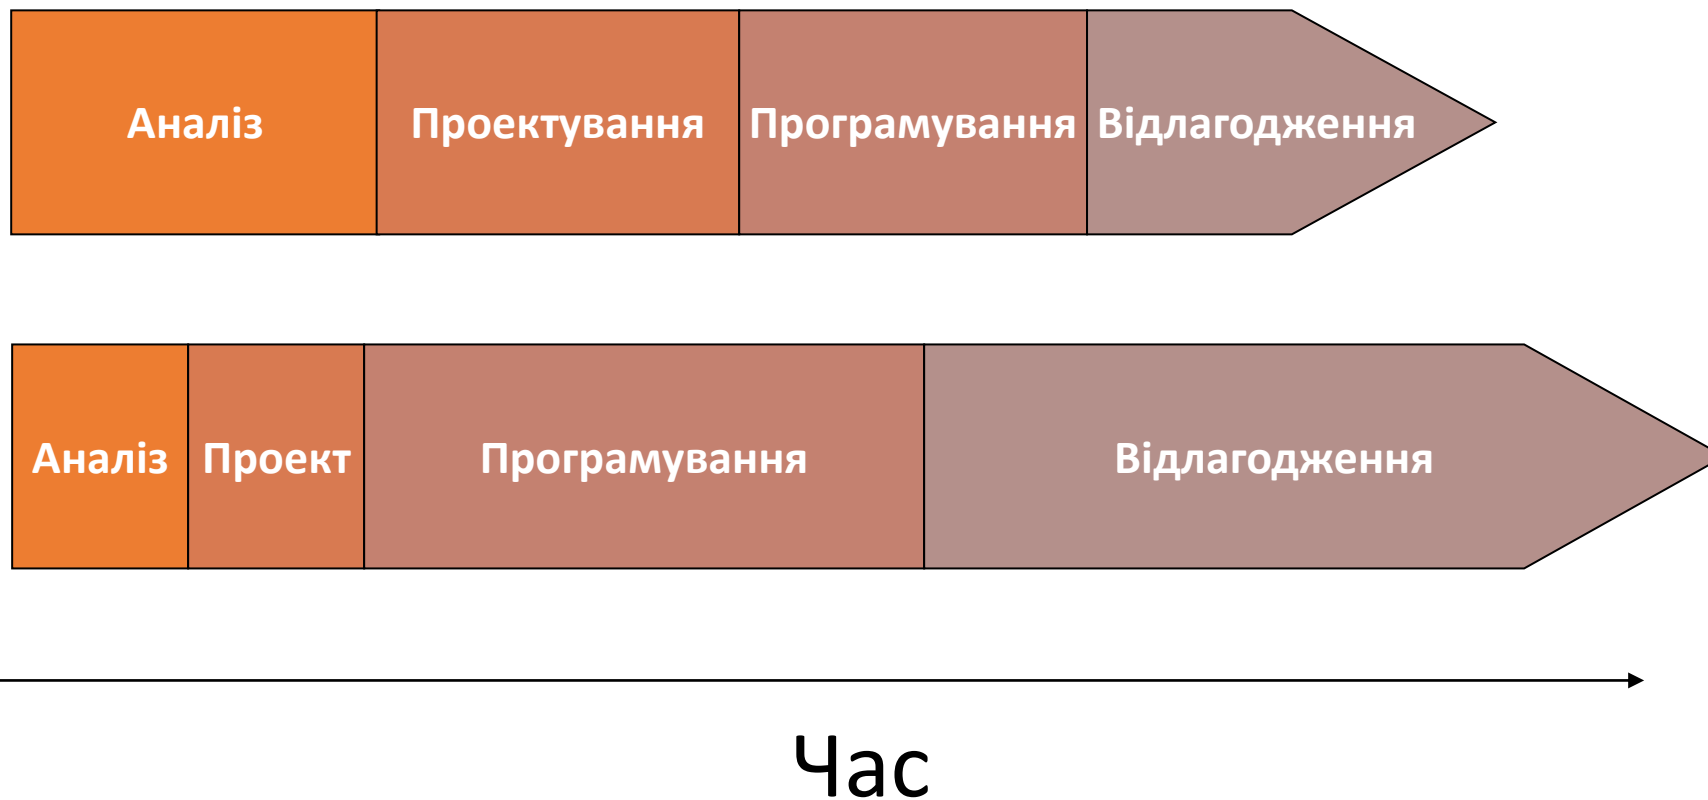 Аналіз Проектування Програмування Відлагодження
Аналіз Проект Програмування Відлагодження
Час